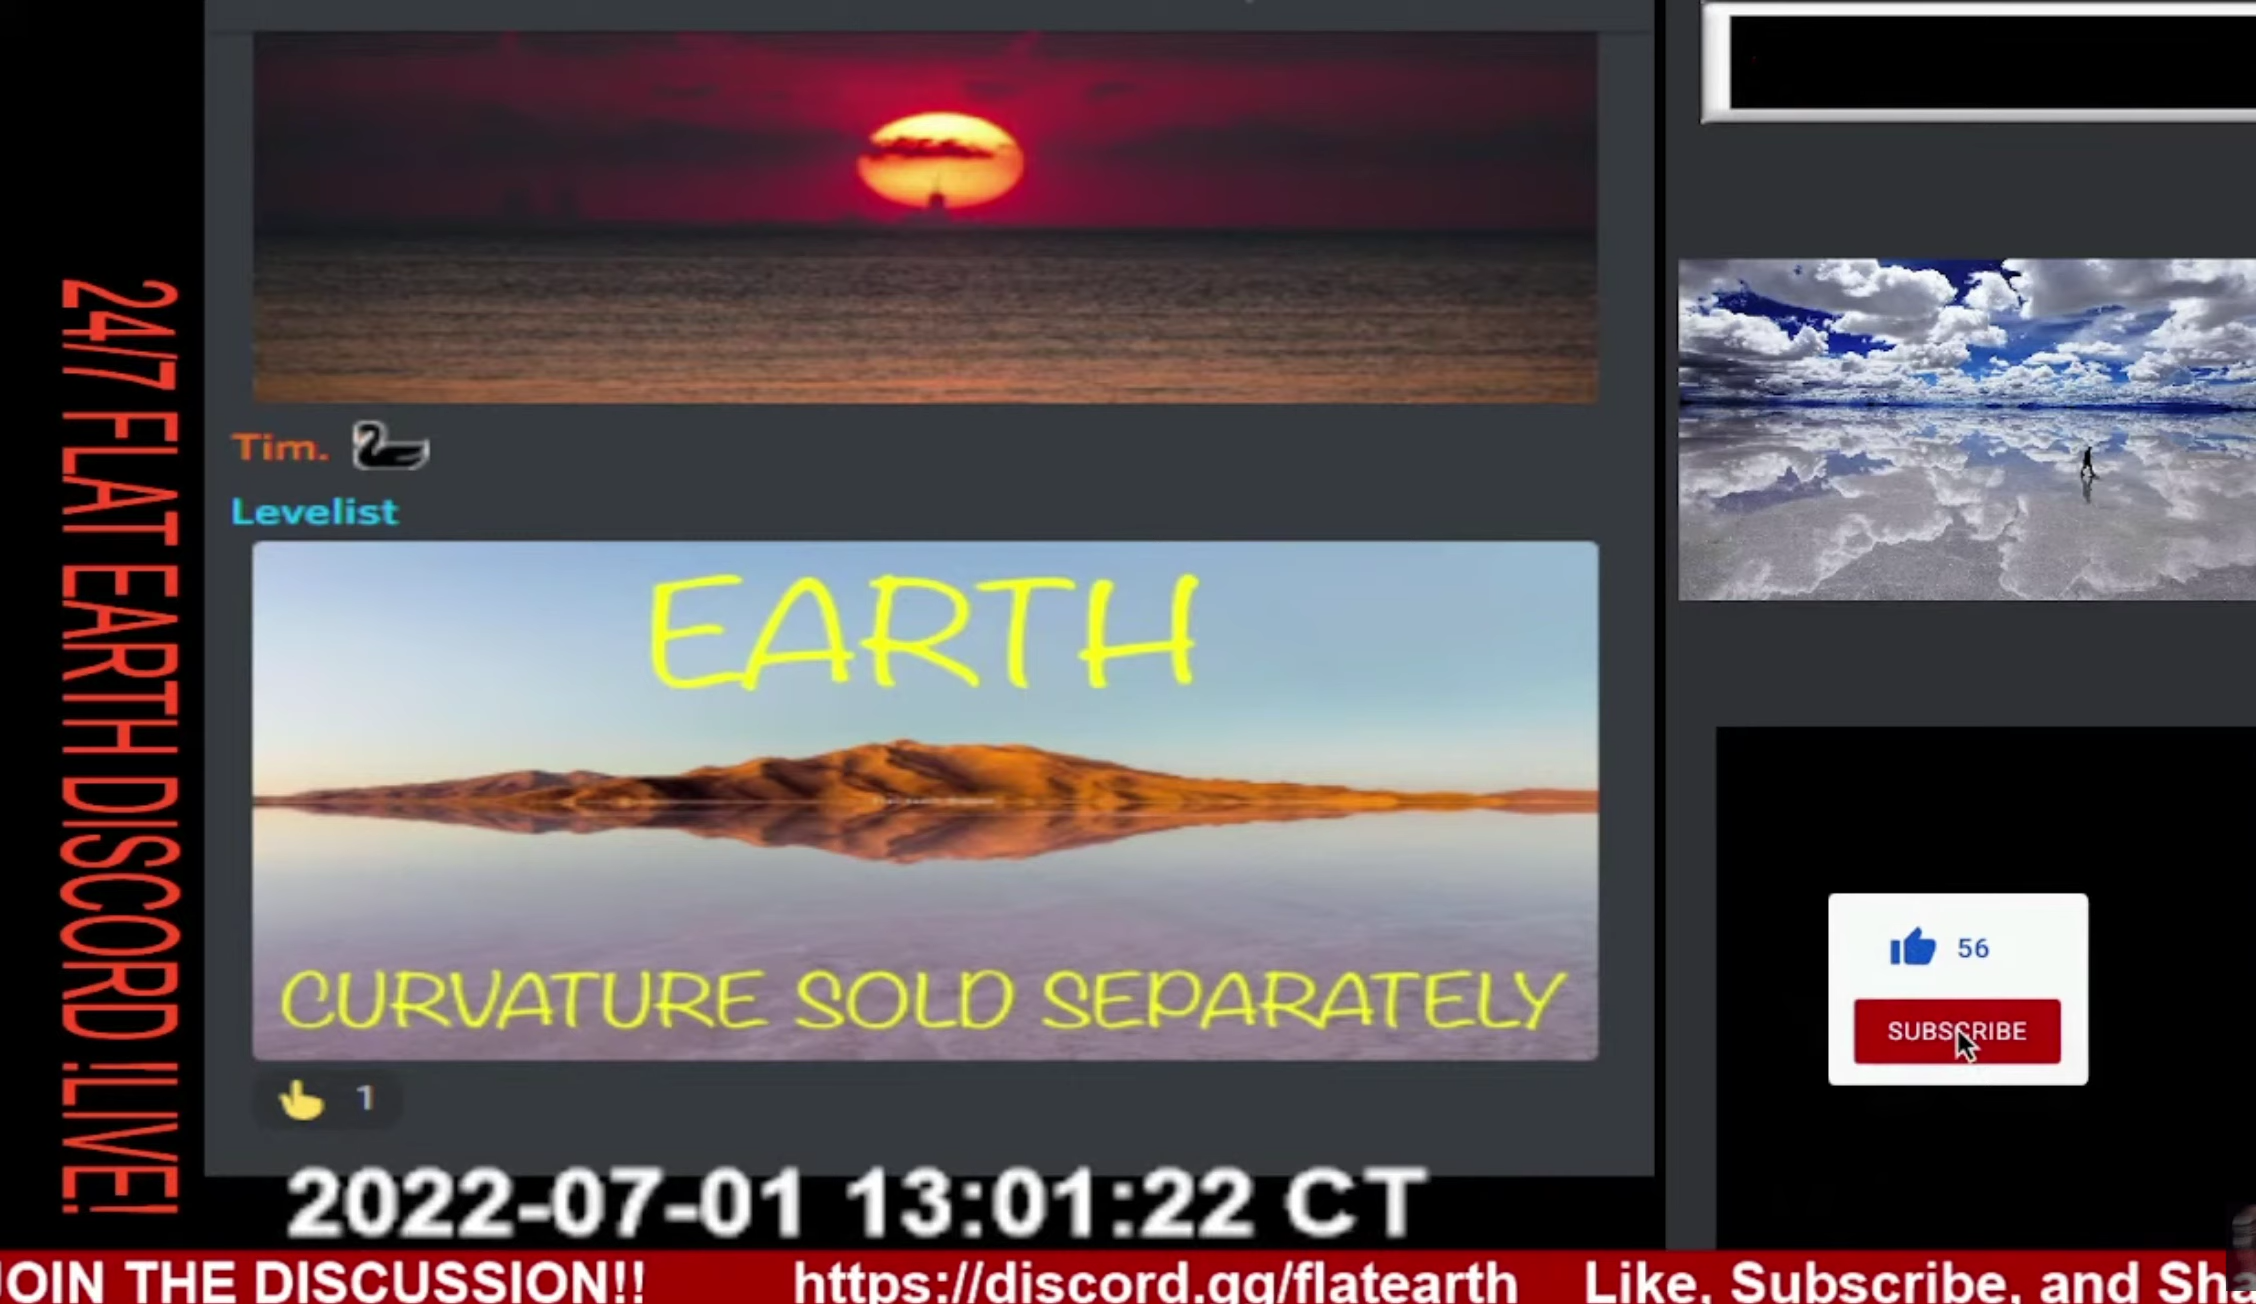 24/7 FLAT EARTH DISCORD !LIVE!
Tim.
Levelist
EARTH
CURVATURE SOLD SEPARATELY
1
56
SUBSCRIBE
2022-07-01 13:01:22 CT
JOIN THE DISCUSSION!! https://discord.gg/flatearth Like, Subscribe, and Sha